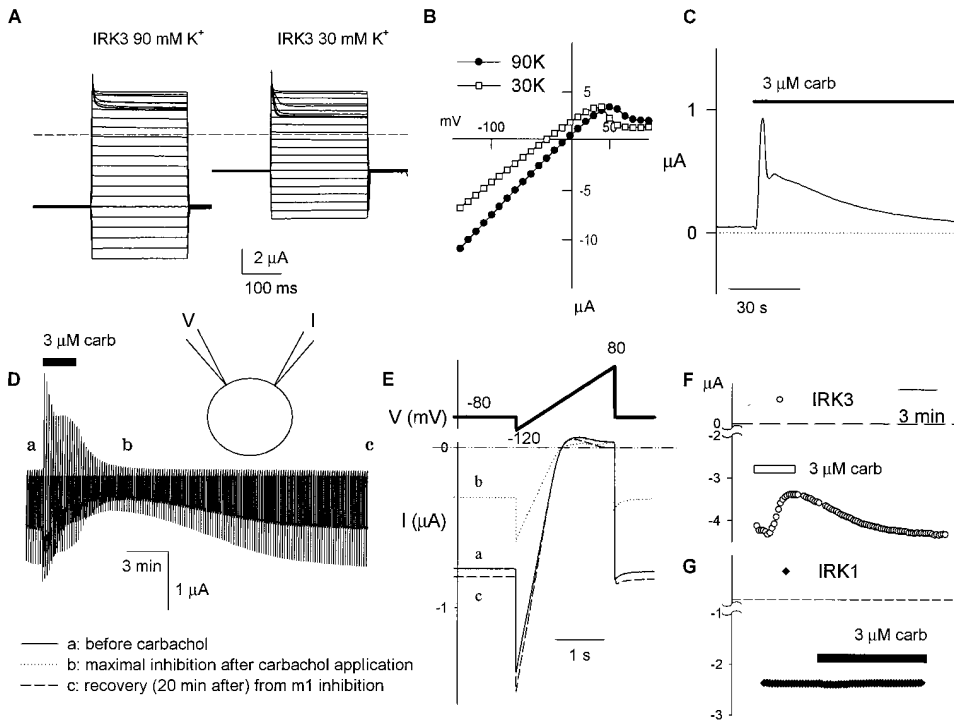 A
IRK3 90 mM K⁺
IRK3 30 mM K⁺
2 µA
100 ms
B
90K
30K
mV
-100
50
5
-5
-10
µA
C
3 µM carb
1
µA
0
30 s
D
3 µM carb
V
I
a
b
c
3 min
1 µA
a: before carbachol
b: maximal inhibition after carbachol application
c: recovery (20 min after) from m1 inhibition
E
80
-80
V (mV)
-120
0
b
I (µA)
a
c
-1
1 s
F
µA
IRK3
3 min
0
-2
3 µM carb
-3
-4
G
IRK1
-1
3 µM carb
-2
-3